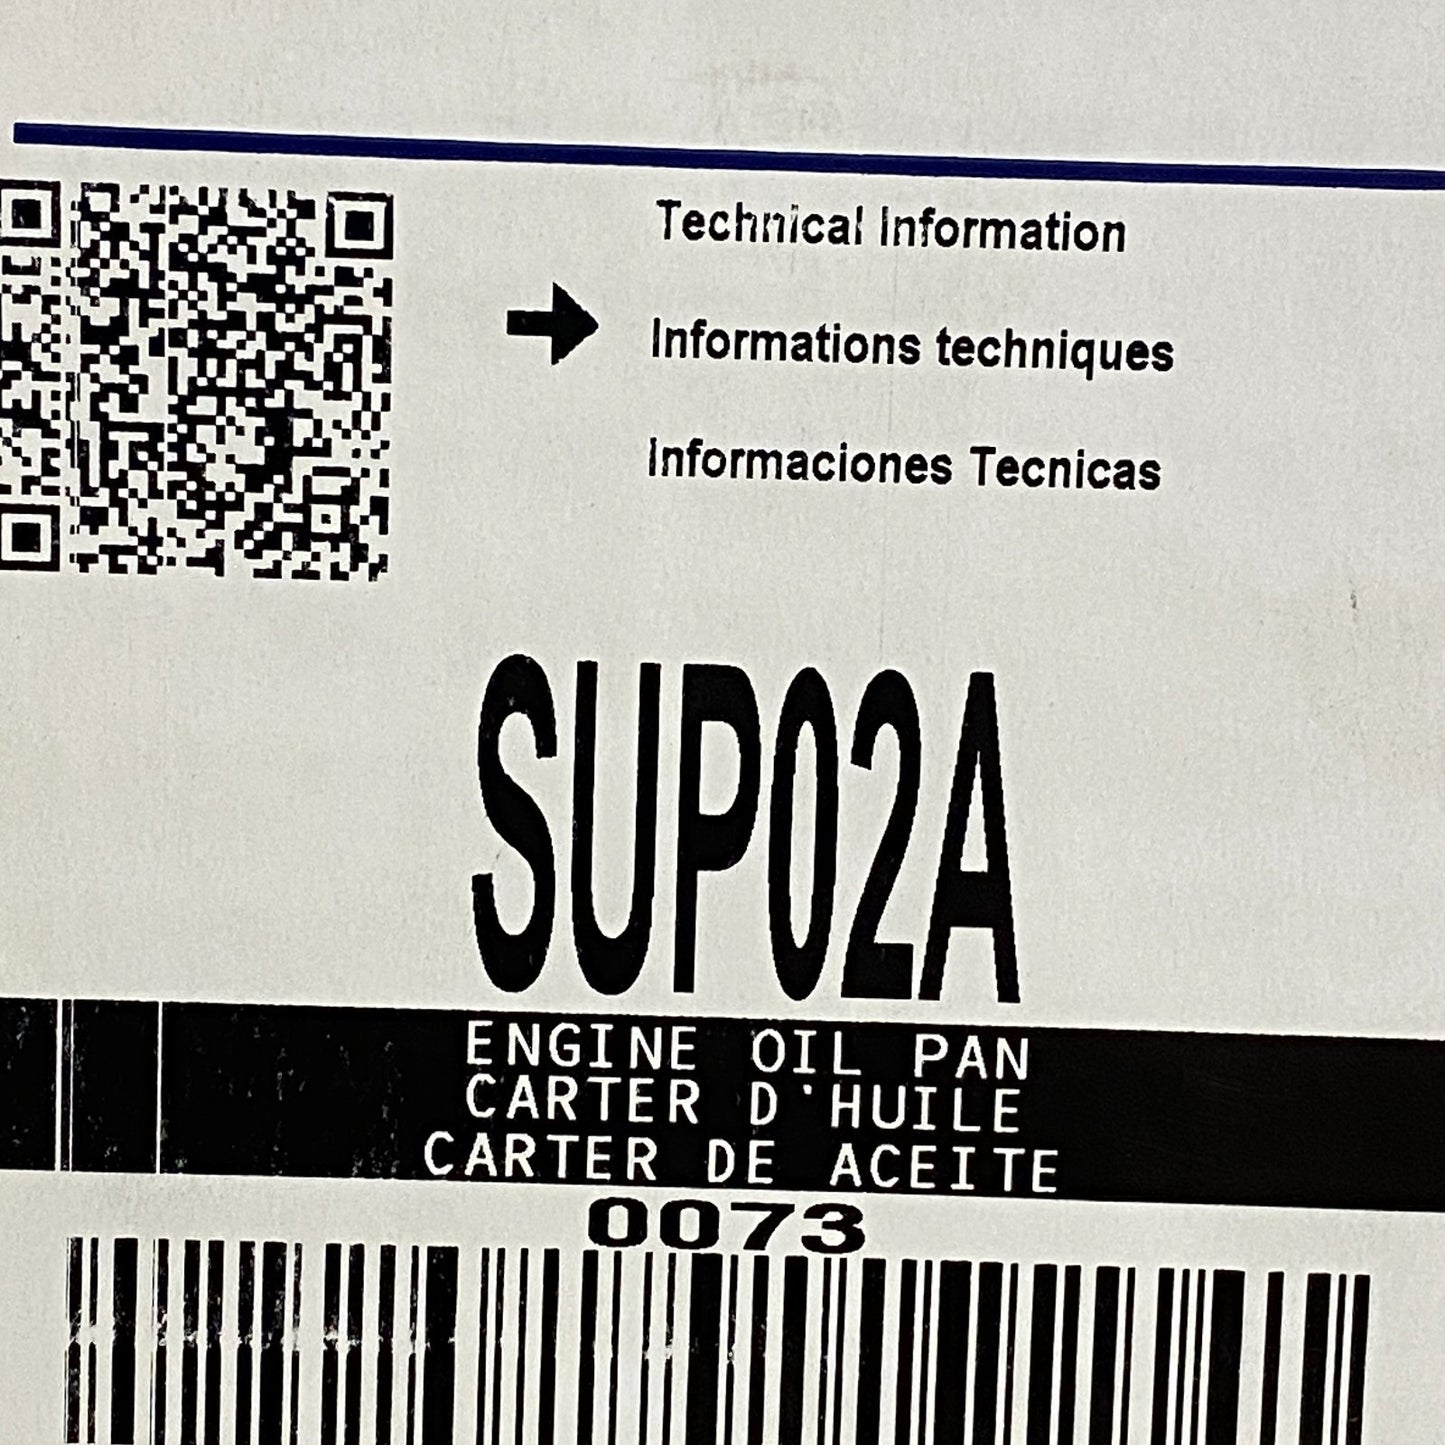 Technical Information
Informations techniques
Informaciones Tecnicas
SUP02A
ENGINE OIL PAN
CARTER D'HUILE
CARTER DE ACEITE
0073